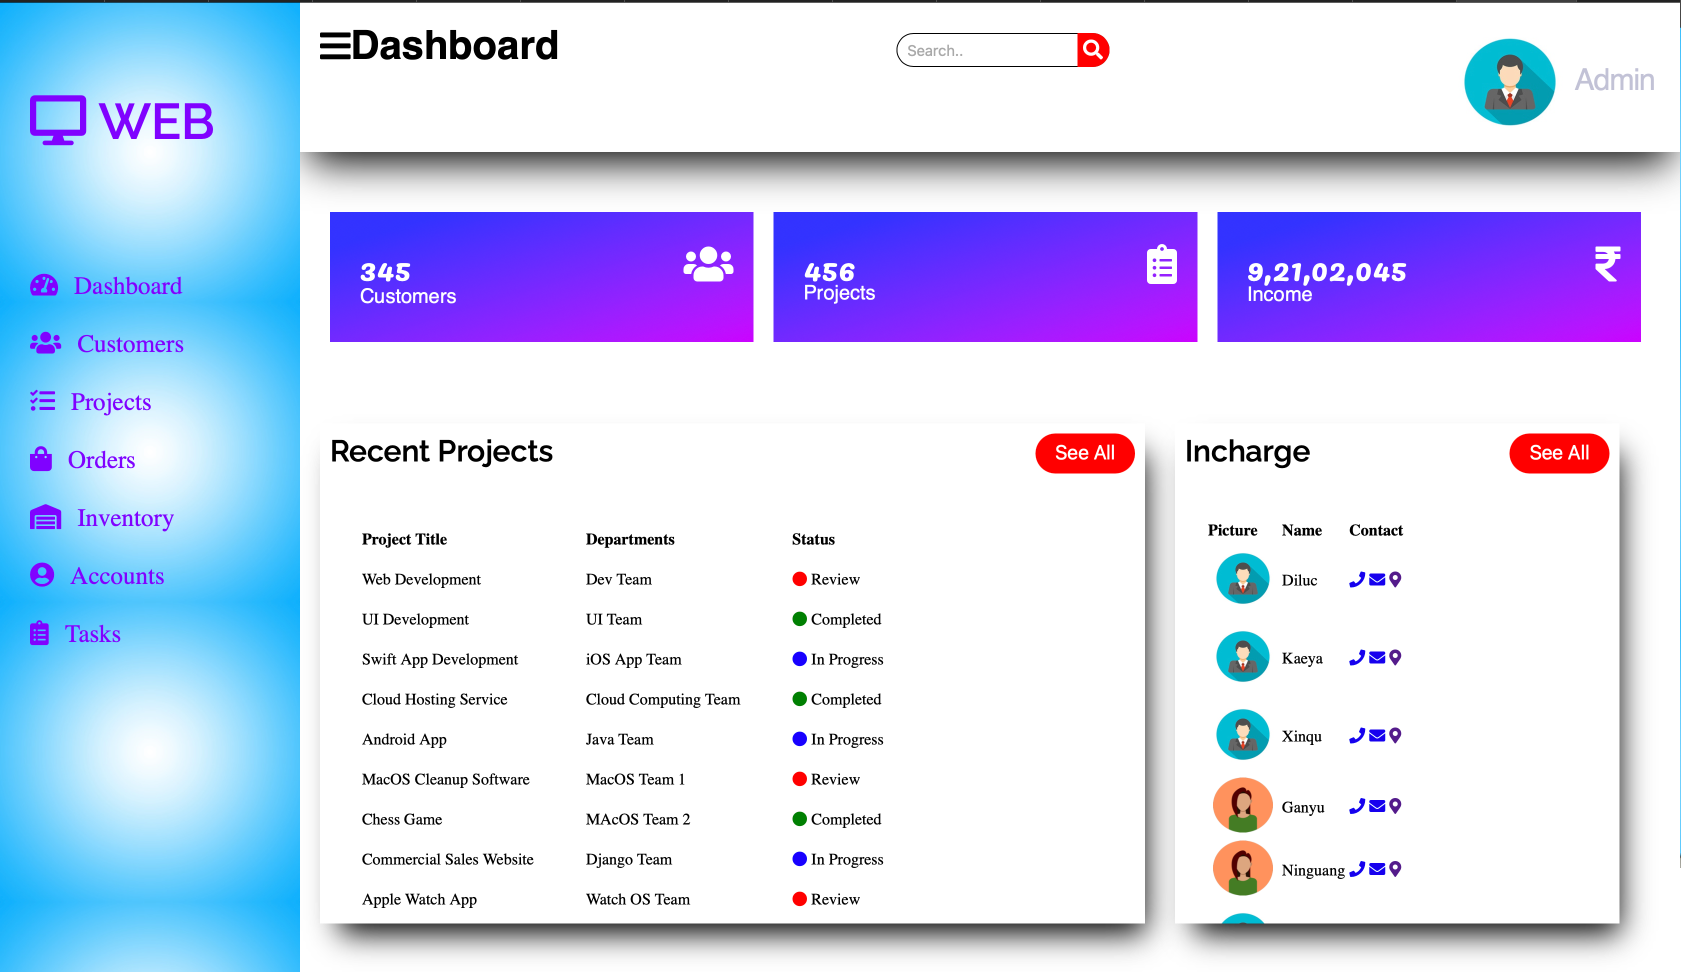 WEB
Dashboard
Customers
Projects
Orders
Inventory
Accounts
Tasks
Dashboard
Search..
Admin
345
Customers
456
Projects
9,21,02,045
Income
Recent Projects
See All
Project Title Departments Status
Web Development Dev Team Review
UI Development UI Team Completed
Swift App Development iOS App Team In Progress
Cloud Hosting Service Cloud Computing Team Completed
Android App Java Team In Progress
MacOS Cleanup Software MacOS Team 1 Review
Chess Game MAcOS Team 2 Completed
Commercial Sales Website Django Team In Progress
Apple Watch App Watch OS Team Review
Incharge
See All
Picture Name Contact
Diluc
Kaeya
Xinqu
Ganyu
Ninguang